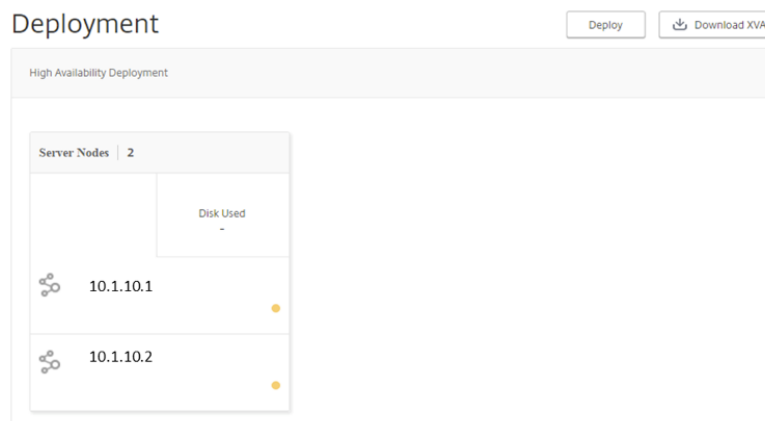 Deployment
Deploy
Download XVA
High Availability Deployment
Server Nodes | 2
Disk Used
-
10.1.10.1
10.1.10.2